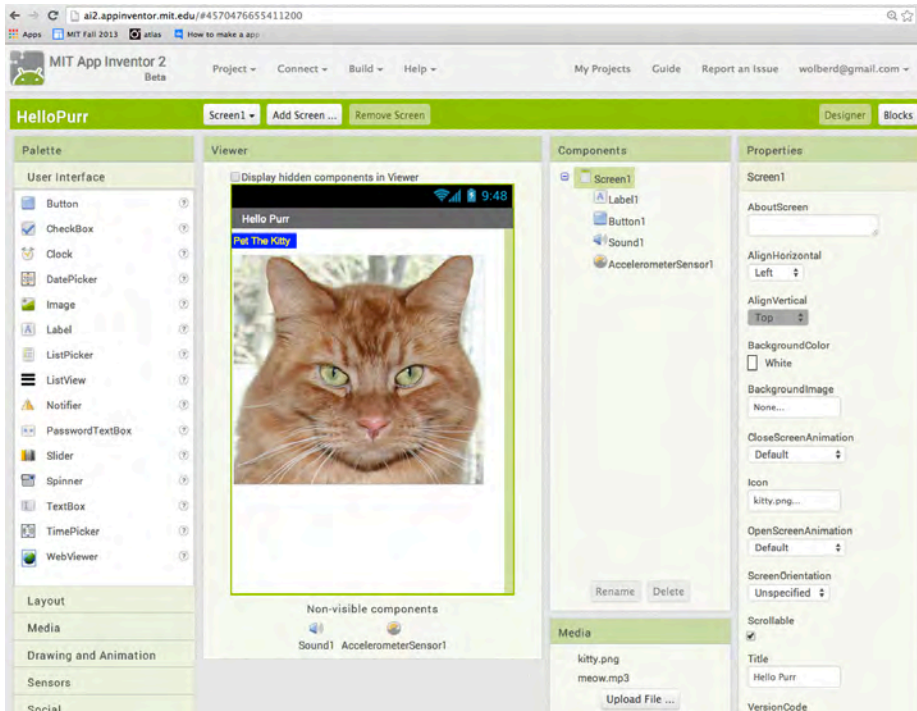 ai2.appinventor.mit.edu/#4570476655411200
Apps MIT Fall 2013 atlas How to make a app
MIT App Inventor 2
Beta
Project Connect Build Help
My Projects Guide Report an Issue wolberd@gmail.com
HelloPurr
Screen1 Add Screen ... Remove Screen
Designer Blocks
Palette
User Interface
Button
CheckBox
Clock
DatePicker
Image
Label
ListPicker
ListView
Notifier
PasswordTextBox
Slider
Spinner
TextBox
TimePicker
WebViewer
Layout
Media
Drawing and Animation
Sensors
Social
Viewer
Display hidden components in Viewer
9:48
Hello Purr
Pet The Kitty
Non-visible components
Sound1 AccelerometerSensor1
Components
Screen1
Label1
Button1
Sound1
AccelerometerSensor1
Rename Delete
Media
kitty.png
meow.mp3
Upload File ...
Properties
Screen1
AboutScreen
AlignHorizontal
Left
AlignVertical
Top
BackgroundColor
White
BackgroundImage
None...
CloseScreenAnimation
Default
Icon
kitty.png...
OpenScreenAnimation
Default
ScreenOrientation
Unspecified
Scrollable
Title
Hello Purr
VersionCode